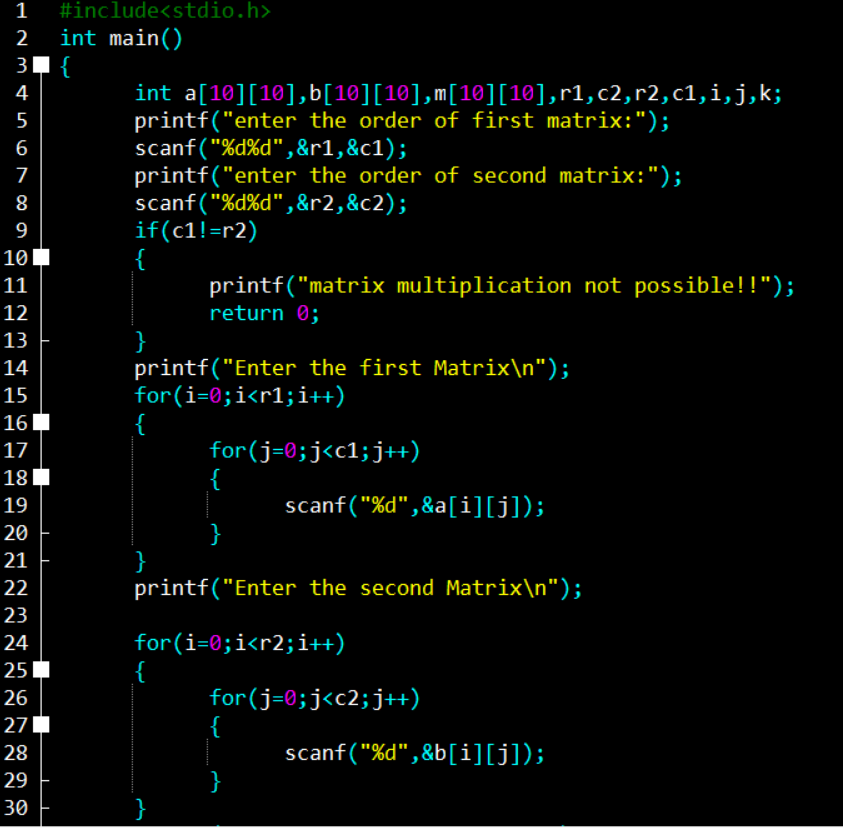 1 #include<stdio.h>
2 int main()
3 {
4 int a[10][10],b[10][10],m[10][10],r1,c2,r2,c1,i,j,k;
5 printf("enter the order of first matrix:");
6 scanf("%d%d",&r1,&c1);
7 printf("enter the order of second matrix:");
8 scanf("%d%d",&r2,&c2);
9 if(c1!=r2)
10 {
11 printf("matrix multiplication not possible!!");
12 return 0;
13 }
14 printf("Enter the first Matrix\n");
15 for(i=0;i<r1;i++)
16 {
17 for(j=0;j<c1;j++)
18 {
19 scanf("%d",&a[i][j]);
20 }
21 }
22 printf("Enter the second Matrix\n");
23
24 for(i=0;i<r2;i++)
25 {
26 for(j=0;j<c2;j++)
27 {
28 scanf("%d",&b[i][j]);
29 }
30 }